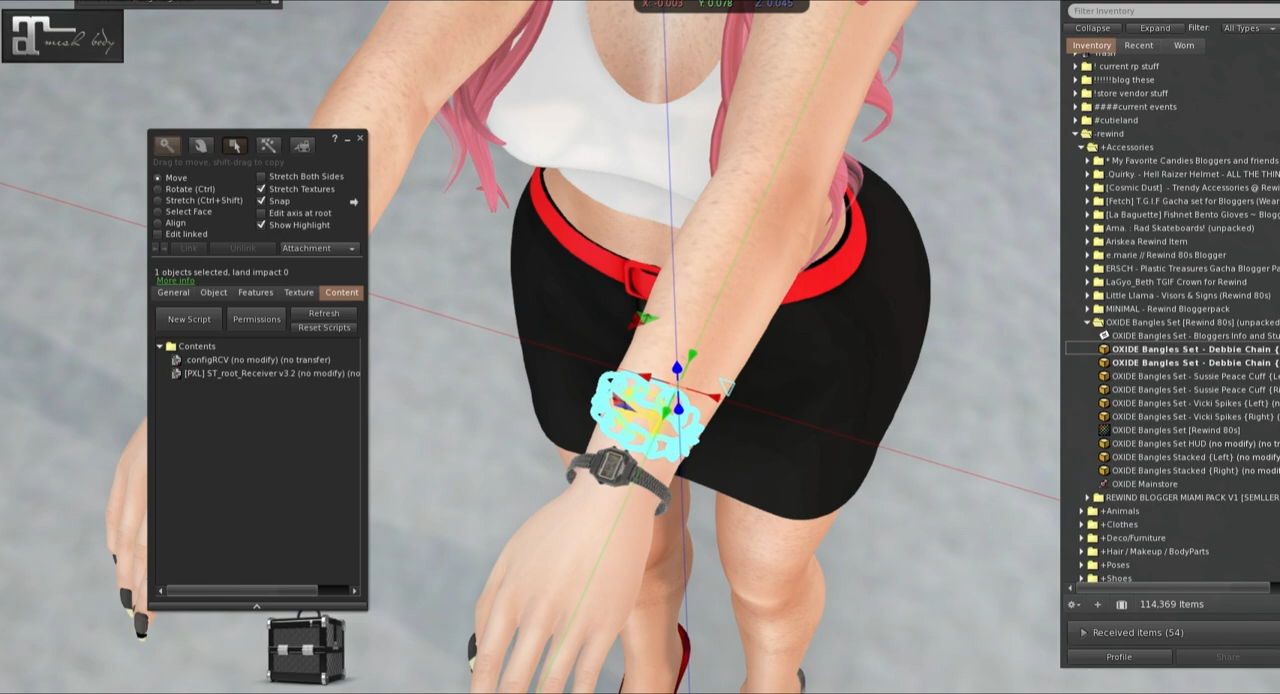 X: -0.003 Y: 0.078 Z: 0.045
mesh body
? _ ×
Drag to move, shift-drag to copy
Move
Rotate (Ctrl)
Stretch (Ctrl+Shift)
Select Face
Align
Edit linked
Stretch Both Sides
Stretch Textures
Snap
Edit axis at root
Show Highlight
Link Unlink Attachment
1 objects selected, land impact 0
More info
General Object Features Texture Content
New Script Permissions Refresh
Reset Scripts
Contents
.configRCV (no modify) (no transfer)
[PXL] ST_root_Receiver v3.2 (no modify) (no
Filter Inventory
Collapse Expand Filter: All Types
Inventory Recent Worn
Trash
! current rp stuff
!!!!!!blog these
!store vendor stuff
####current events
#cutieland
-rewind
+Accessories
* My Favorite Candies Bloggers and friends
.Quirky. - Hell Raizer Helmet - ALL THE THIN
[Cosmic Dust] - Trendy Accessories @ Rewi
[Fetch] T.G.I.F Gacha set for Bloggers (Wear
[La Baguette] Fishnet Bento Gloves ~ Blogg
Ama. : Rad Skateboards! (unpacked)
Ariskea Rewind Item
e.marie // Rewind 80s Blogger
ERSCH - Plastic Treasures Gacha Blogger Pa
LaGyo_Beth TGIF Crown for Rewind
Little Llama - Visors & Signs (Rewind 80s)
MINIMAL - Rewind Bloggerpack
OXIDE Bangles Set [Rewind 80s] (unpacked
OXIDE Bangles Set - Bloggers Info and Stu
OXIDE Bangles Set - Debbie Chain {
OXIDE Bangles Set - Debbie Chain {
OXIDE Bangles Set - Sussie Peace Cuff {Le
OXIDE Bangles Set - Sussie Peace Cuff {Ri
OXIDE Bangles Set - Vicki Spikes {Left} (n
OXIDE Bangles Set - Vicki Spikes {Right} (
OXIDE Bangles Set [Rewind 80s]
OXIDE Bangles Set HUD (no modify) (no tr
OXIDE Bangles Stacked {Left} (no modify
OXIDE Bangles Stacked {Right} (no modi
OXIDE Mainstore
REWIND BLOGGER MIAMI PACK V1 [SEMLLER
+Animals
+Clothes
+Deco/Furniture
+Hair / Makeup / BodyParts
+Poses
+Shoes
114,369 Items
Received items (54)
Profile Share